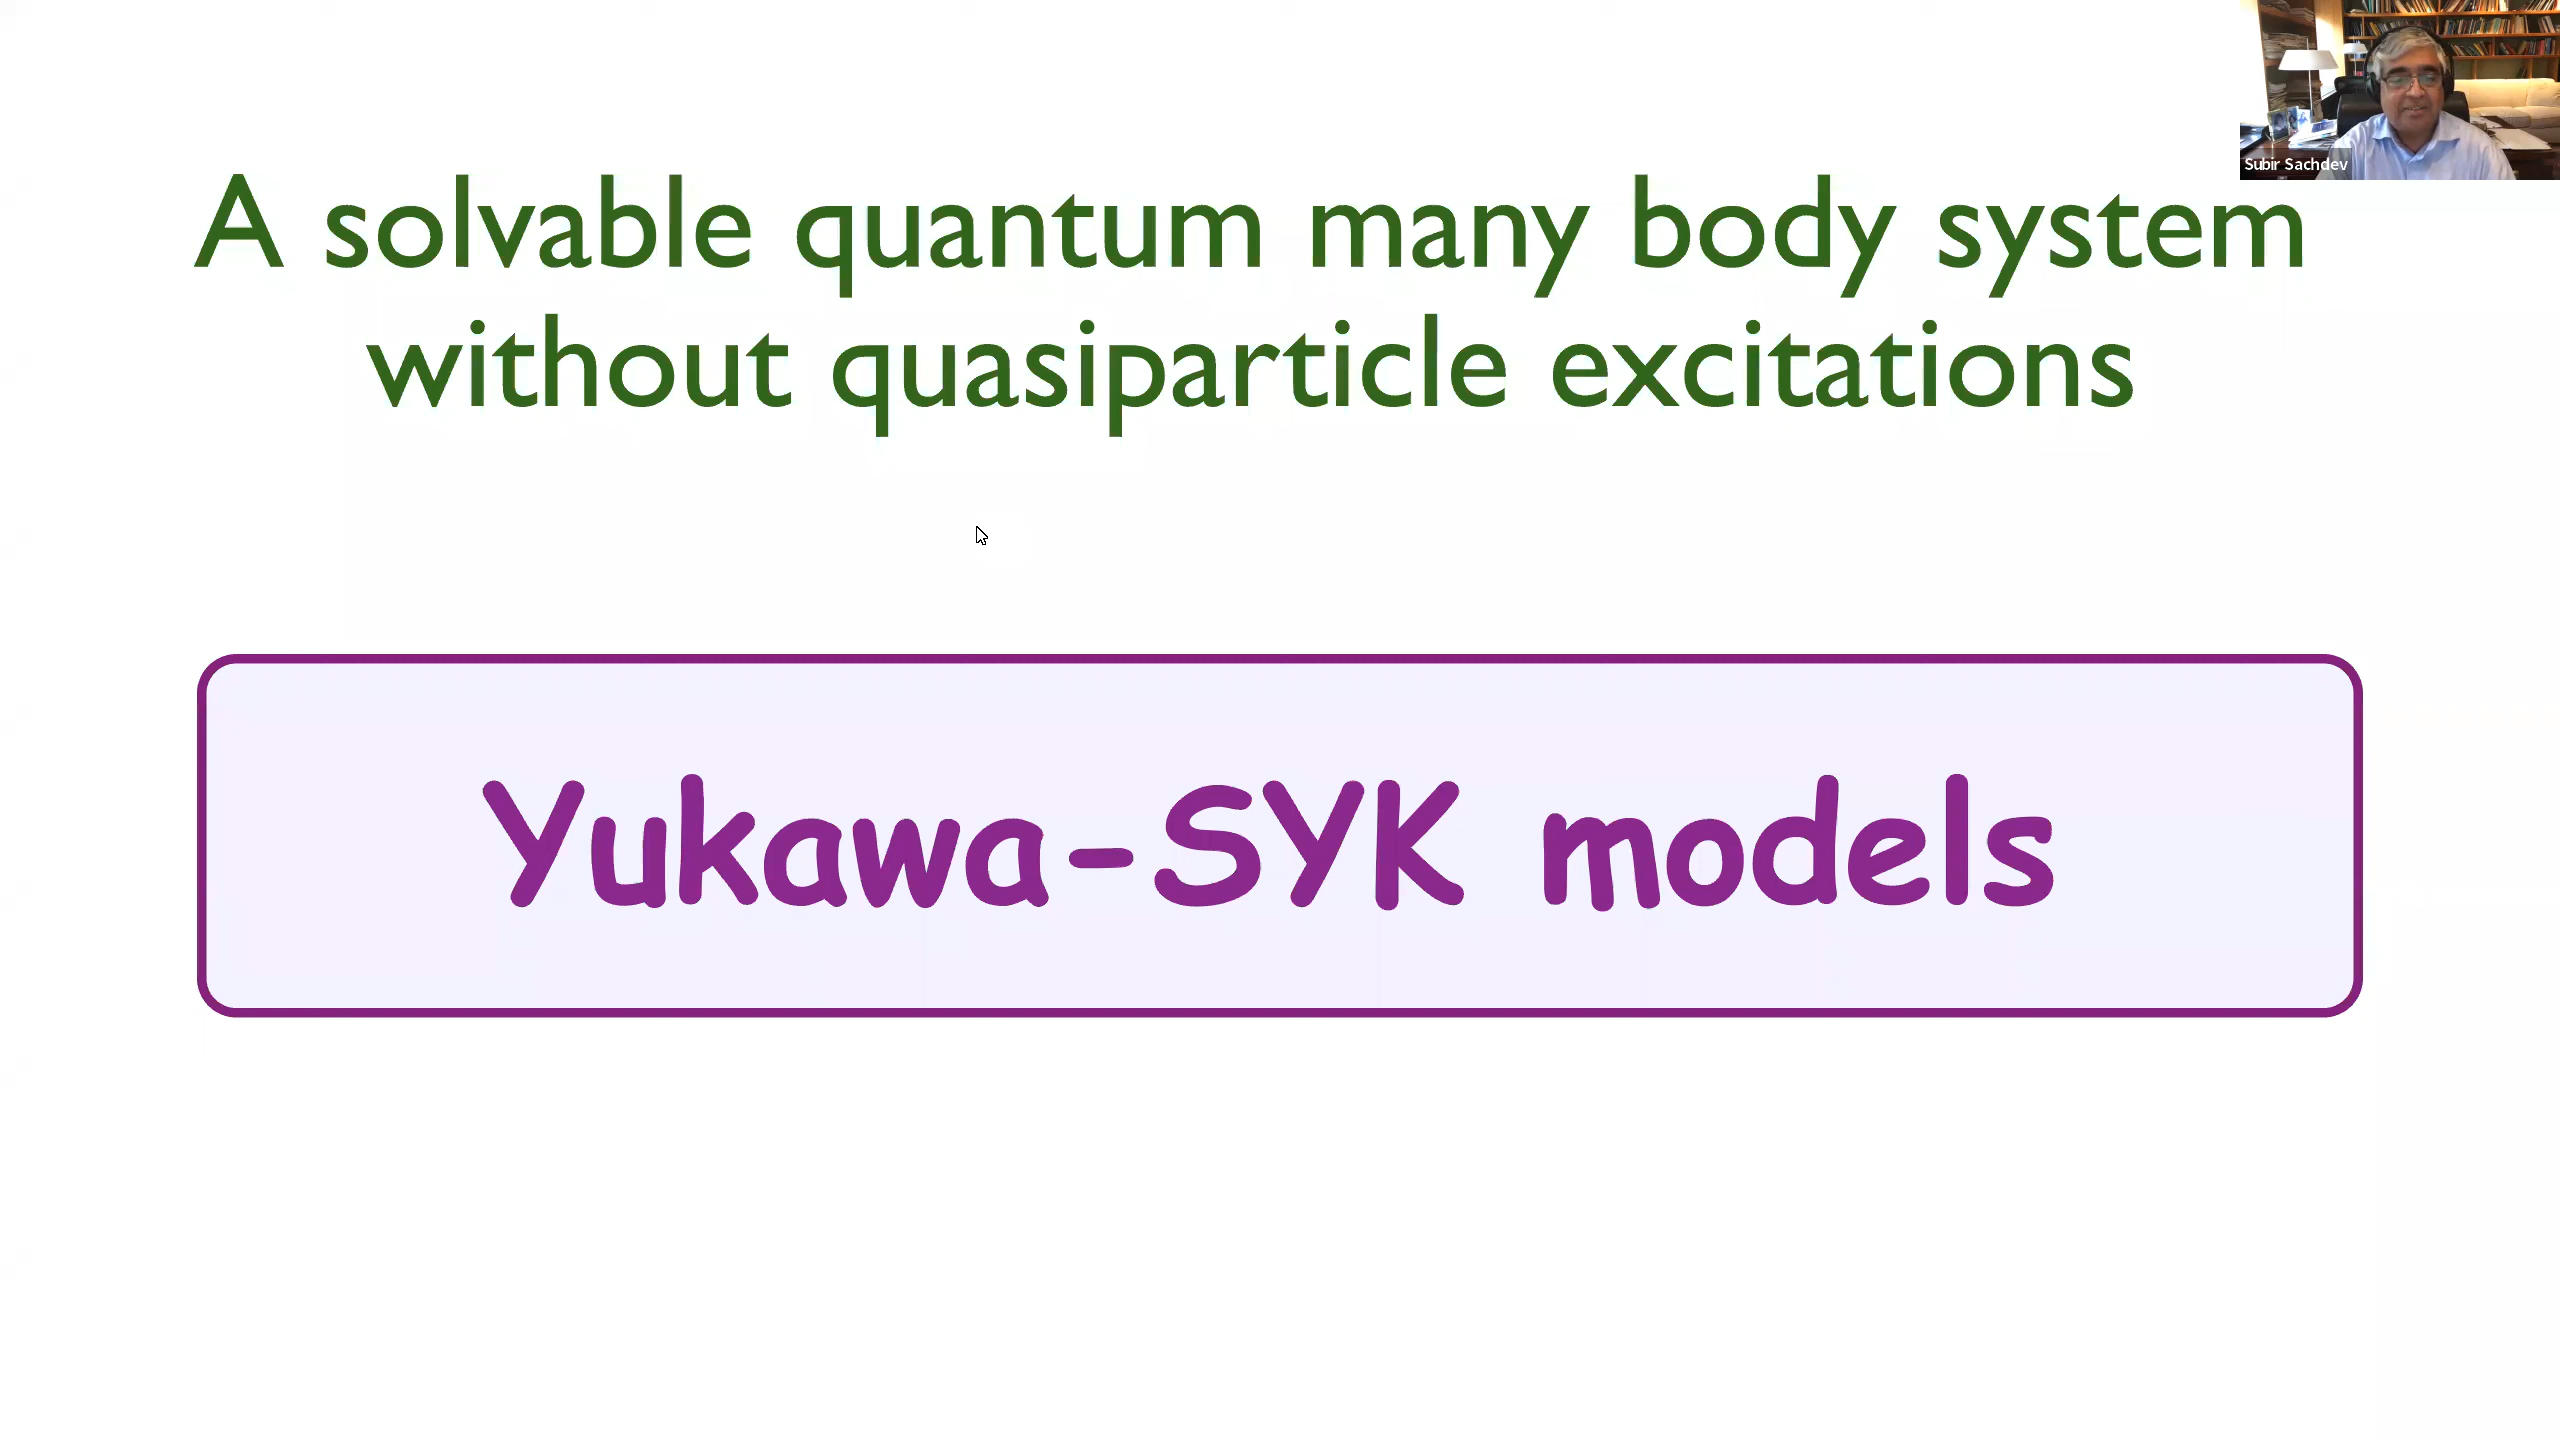 Subir Sachdev
A solvable quantum many body system
without quasiparticle excitations
Yukawa-SYK models